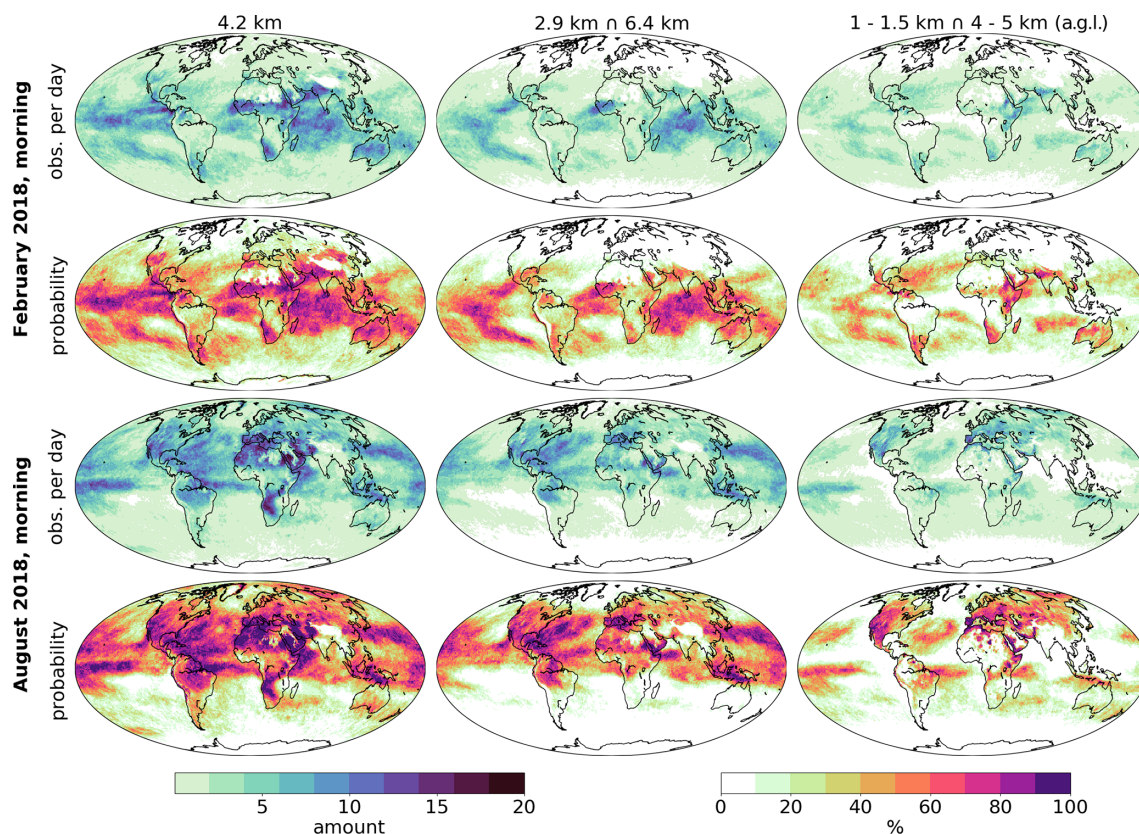 4.2 km
2.9 km ∩ 6.4 km
1 - 1.5 km ∩ 4 - 5 km (a.g.l.)
February 2018, morning
obs. per day
probability
August 2018, morning
obs. per day
probability
5 10 15 20
amount
0 20 40 60 80 100
%